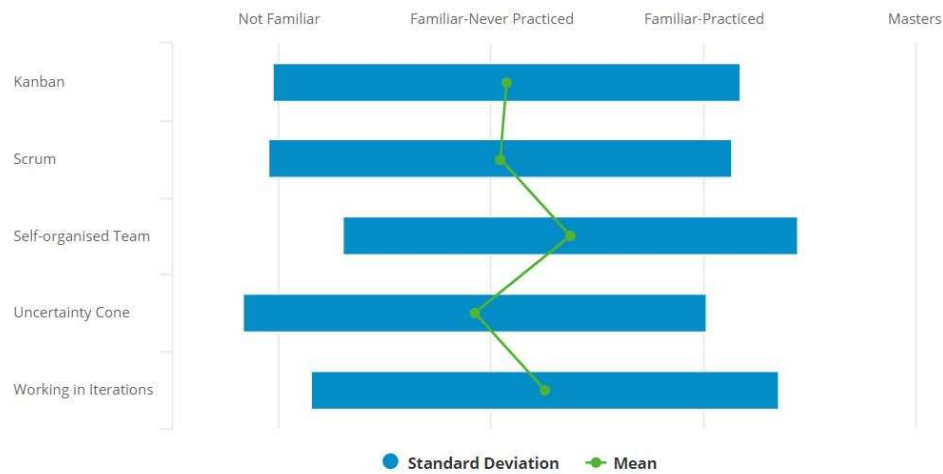 Not Familiar
Familiar-Never Practiced
Familiar-Practiced
Masters
Kanban
Scrum
Self-organised Team
Uncertainty Cone
Working in Iterations
Standard Deviation
Mean